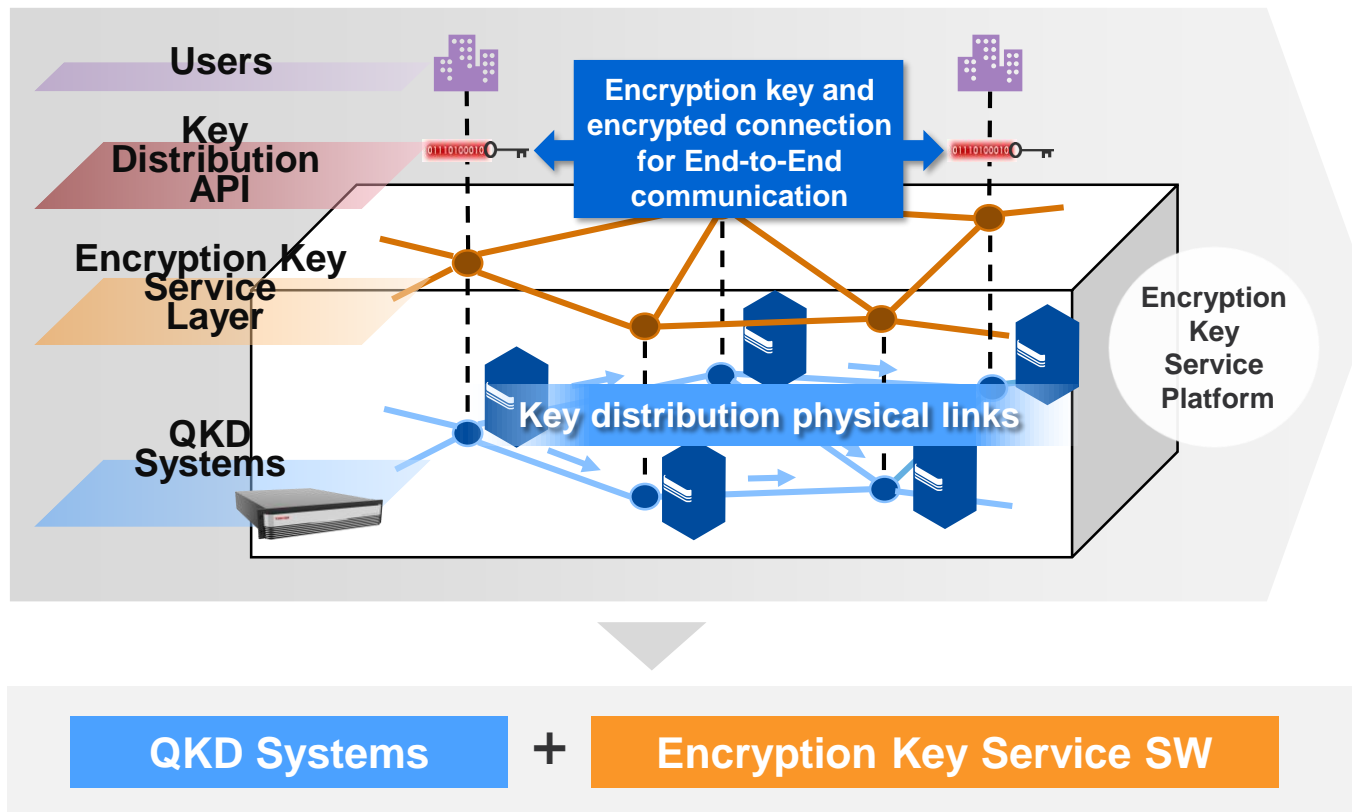 Users
Key
Distribution
API
Encryption Key
Service
Layer
QKD
Systems
01110100010
Encryption key and
encrypted connection
for End-to-End
communication
01110100010
Key distribution physical links
Encryption
Key
Service
Platform
QKD Systems
+
Encryption Key Service SW